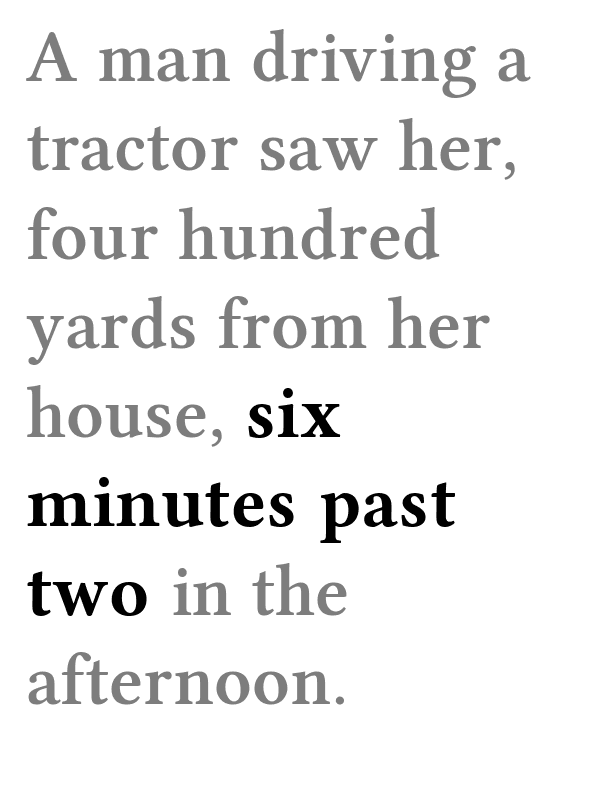 A man driving a
tractor saw her,
four hundred
yards from her
house, six
minutes past
two in the
afternoon.